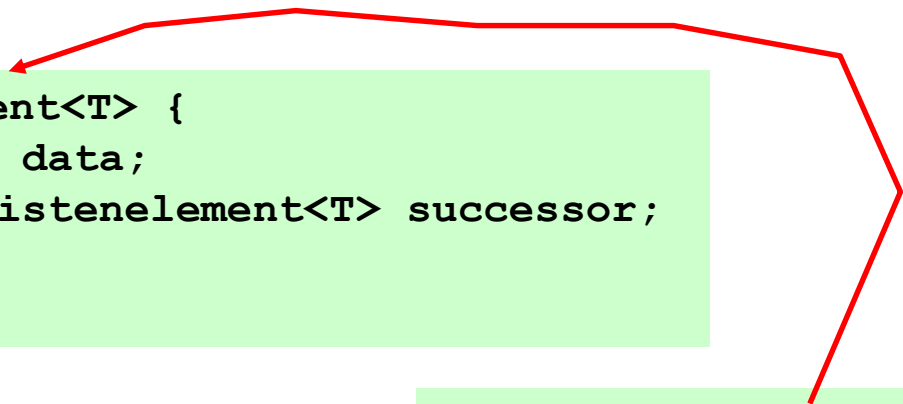 ent<T> {
data;
istenelement<T> successor;